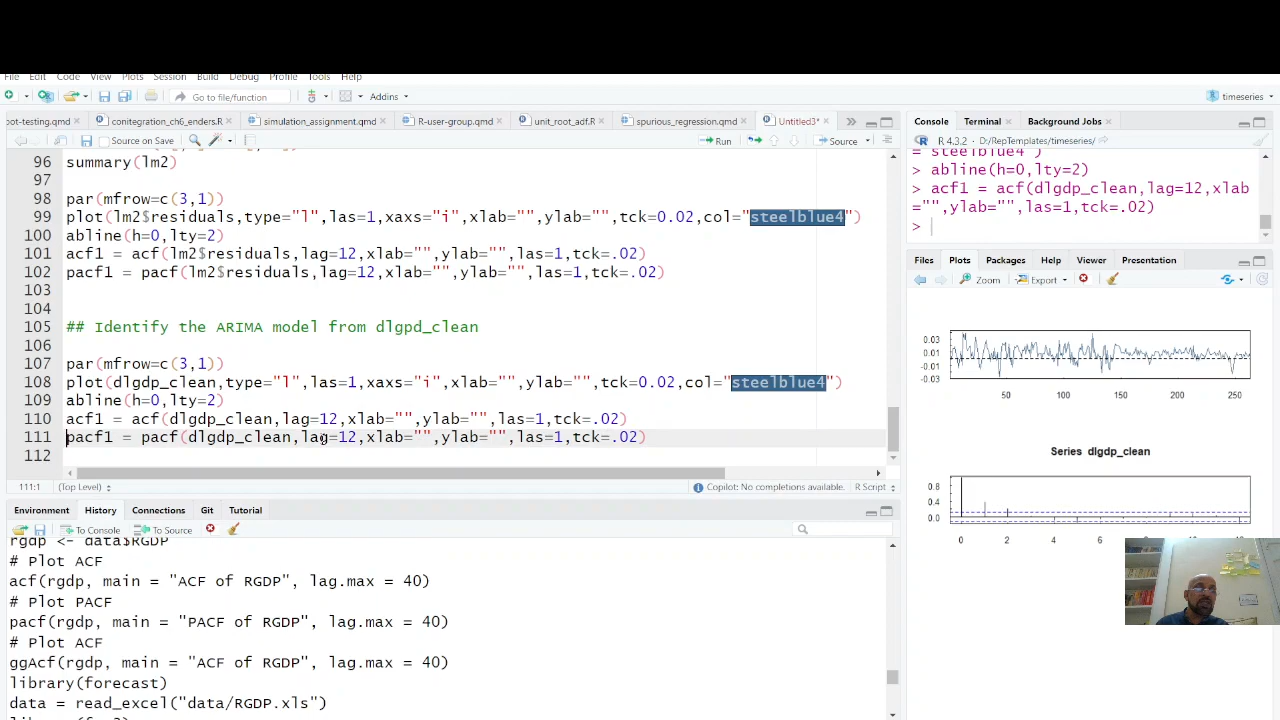 File Edit Code View Plots Session Build Debug Profile Tools Help
Go to file/function Addins timeseries
oot-testing.qmd conitegration_ch6_enders.R simulation_assignment.qmd R-user-group.qmd unit_root_adf.R spurious_regression.qmd Untitled3*
Source on Save Run Source
96 summary(lm2)
97
98 par(mfrow=c(3,1))
99 plot(lm2$residuals,type="l",las=1,xaxs="i",xlab="",ylab="",tck=0.02,col="steelblue4")
100 abline(h=0,lty=2)
101 acf1 = acf(lm2$residuals,lag=12,xlab="",ylab="",las=1,tck=.02)
102 pacf1 = pacf(lm2$residuals,lag=12,xlab="",ylab="",las=1,tck=.02)
103
104
105 ## Identify the ARIMA model from dlgpd_clean
106
107 par(mfrow=c(3,1))
108 plot(dlgdp_clean,type="l",las=1,xaxs="i",xlab="",ylab="",tck=0.02,col="steelblue4")
109 abline(h=0,lty=2)
110 acf1 = acf(dlgdp_clean,lag=12,xlab="",ylab="",las=1,tck=.02)
111 pacf1 = pacf(dlgdp_clean,lag=12,xlab="",ylab="",las=1,tck=.02)
112
111:1 (Top Level) Copilot: No completions available. R Script
Environment History Connections Git Tutorial
To Console To Source
rgdp <- data$RGDP
# Plot ACF
acf(rgdp, main = "ACF of RGDP", lag.max = 40)
# Plot PACF
pacf(rgdp, main = "PACF of RGDP", lag.max = 40)
# Plot ACF
ggAcf(rgdp, main = "ACF of RGDP", lag.max = 40)
library(forecast)
data = read_excel("data/RGDP.xls")
Console Terminal Background Jobs
R 4.3.2 · D:/RepTemplates/timeseries/
= "steelblue4")
> abline(h=0,lty=2)
> acf1 = acf(dlgdp_clean,lag=12,xlab
="",ylab="",las=1,tck=.02)
>
Files Plots Packages Help Viewer Presentation
Zoom Export
0.03
0.01
-0.01
-0.03
50 100 150 200 250
Series dlgdp_clean
0.8
0.4
0.0
0 2 4 6 8